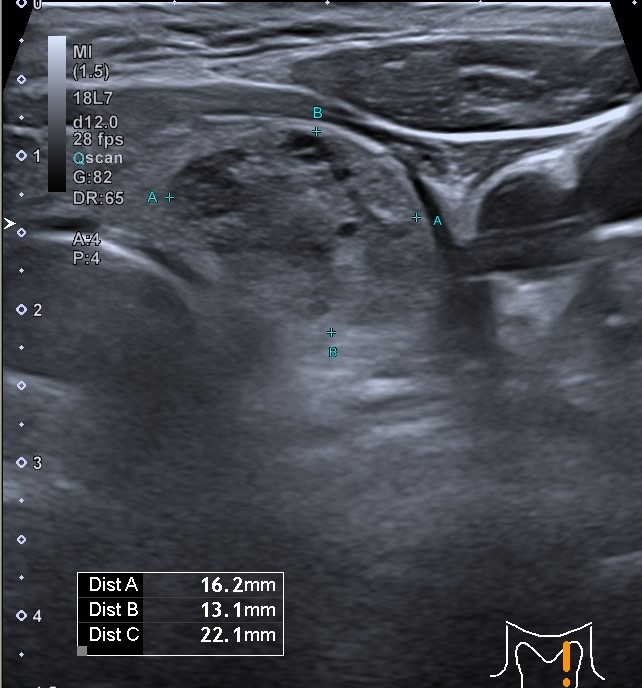 0
MI
(1.5)
18L7
d12.0
28 fps
Qscan
G:82
DR:65
A:4
P:4
B
1
A
A
2
B
3
Dist A 16.2mm
Dist B 13.1mm
Dist C 22.1mm
4